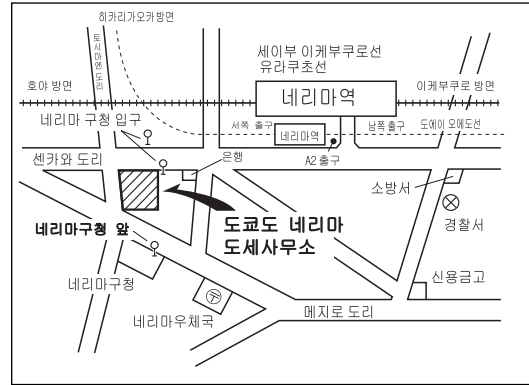 히카리가오카 방면
토시마엔 도리
세이부 이케부쿠로선
유라쿠초선
호야 방면
네리마역
이케부쿠로 방면
네리마 구청 입구
서쪽 출구
네리마역
남쪽 출구
도에이 오에도선
센카와 도리
은행
A2 출구
소방서
네리마구청 앞
도쿄도 네리마
도세사무소
경찰서
네리마구청
신용금고
네리마우체국
메지로 도리